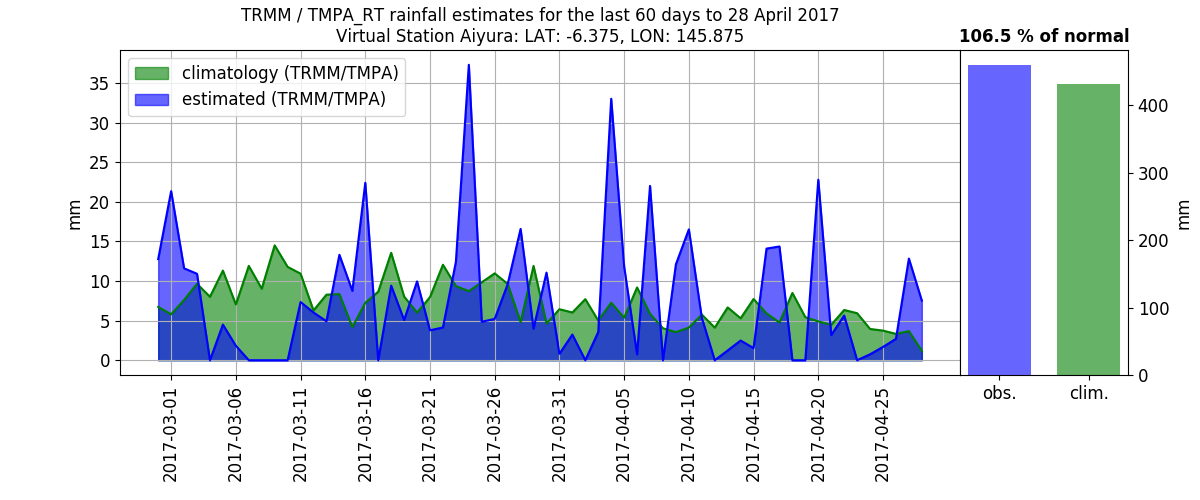 TRMM / TMPA_RT rainfall estimates for the last 60 days to 28 April 2017
Virtual Station Aiyura: LAT: -6.375, LON: 145.875
106.5 % of normal
climatology (TRMM/TMPA)
estimated (TRMM/TMPA)
35
30
25
20
15
10
5
0
mm
2017-03-01
2017-03-06
2017-03-11
2017-03-16
2017-03-21
2017-03-26
2017-03-31
2017-04-05
2017-04-10
2017-04-15
2017-04-20
2017-04-25
400
300
200
100
0
mm
obs.
clim.